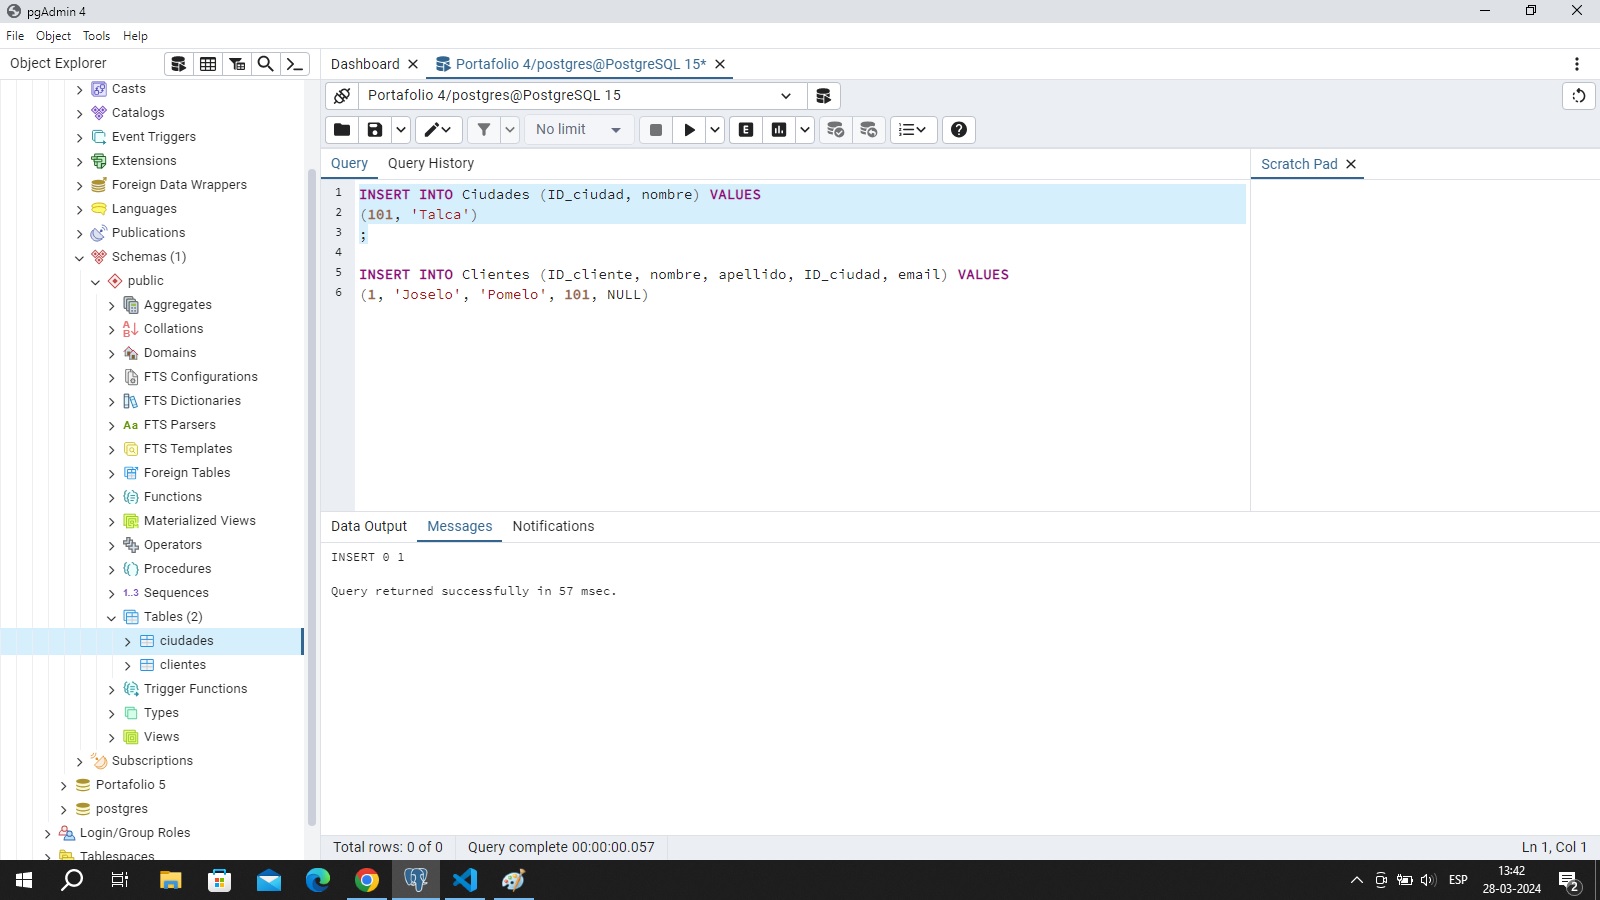 pgAdmin 4
File Object Tools Help
Object Explorer
Casts
Catalogs
Event Triggers
Extensions
Foreign Data Wrappers
Languages
Publications
Schemas (1)
public
Aggregates
Collations
Domains
FTS Configurations
FTS Dictionaries
Aa FTS Parsers
FTS Templates
Foreign Tables
Functions
Materialized Views
Operators
Procedures
1..3 Sequences
Tables (2)
ciudades
clientes
Trigger Functions
Types
Views
Subscriptions
Portafolio 5
postgres
Login/Group Roles
Tablespaces
Dashboard Portafolio 4/postgres@PostgreSQL 15*
Portafolio 4/postgres@PostgreSQL 15
No limit
E
Query Query History
Scratch Pad
1 INSERT INTO Ciudades (ID_ciudad, nombre) VALUES
2 (101, 'Talca')
3 ;
4
5 INSERT INTO Clientes (ID_cliente, nombre, apellido, ID_ciudad, email) VALUES
6 (1, 'Joselo', 'Pomelo', 101, NULL)
Data Output Messages Notifications
INSERT 0 1
Query returned successfully in 57 msec.
Total rows: 0 of 0 Query complete 00:00:00.057 Ln 1, Col 1
ESP
13:42
28-03-2024
2